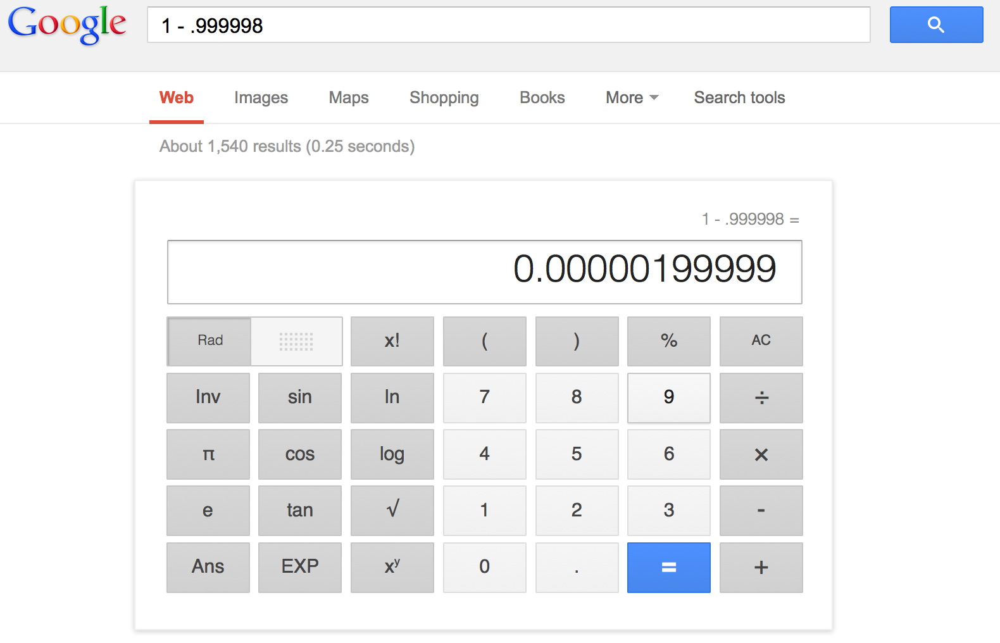 Google 1 - .999998
Web Images Maps Shopping Books More Search tools
About 1,540 results (0.25 seconds)
1 - .999998 =
0.00000199999
Rad x! ( ) % AC
Inv sin ln 7 8 9 ÷
π cos log 4 5 6 ×
e tan √ 1 2 3 -
Ans EXP xʸ 0 . = +